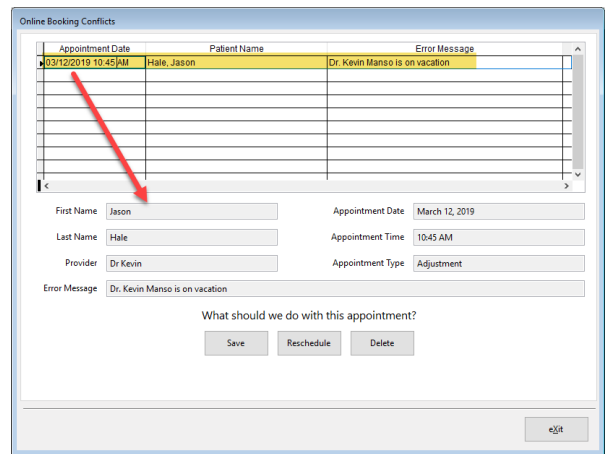 Online Booking Conflicts
Appointment Date Patient Name Error Message
03/12/2019 10:45 AM Hale, Jason Dr. Kevin Manso is on vacation
First Name Jason Appointment Date March 12, 2019
Last Name Hale Appointment Time 10:45 AM
Provider Dr Kevin Appointment Type Adjustment
Error Message Dr. Kevin Manso is on vacation
What should we do with this appointment?
Save Reschedule Delete
eXit